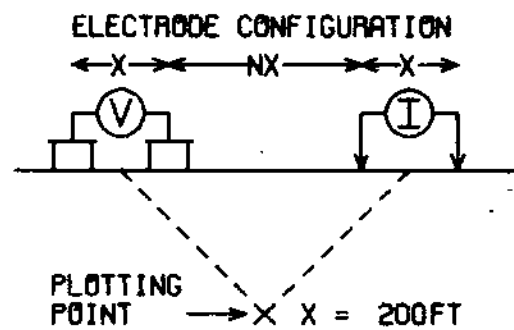 ELECTRODE CONFIGURATION
X NX X
V I
PLOTTING
POINT X X = 200FT